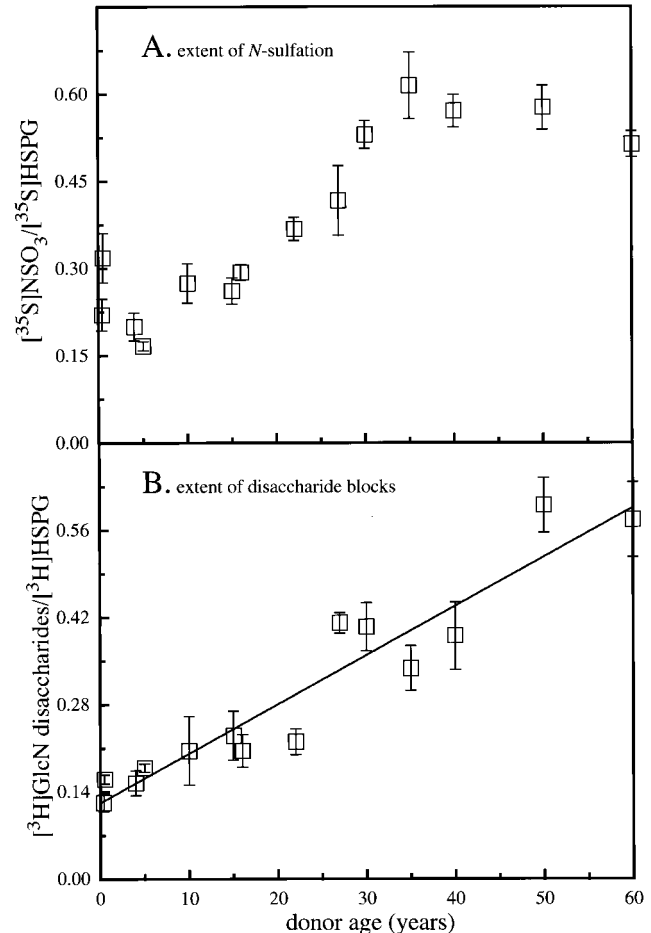 A. extent of N-sulfation
[³⁵S]NSO₃/[³⁵S]HSPG
0.60
0.45
0.30
0.15
0.00
B. extent of disaccharide blocks
[³H]GlcN disaccharides/[³H]HSPG
0.56
0.42
0.28
0.14
0.00
0 10 20 30 40 50 60
donor age (years)